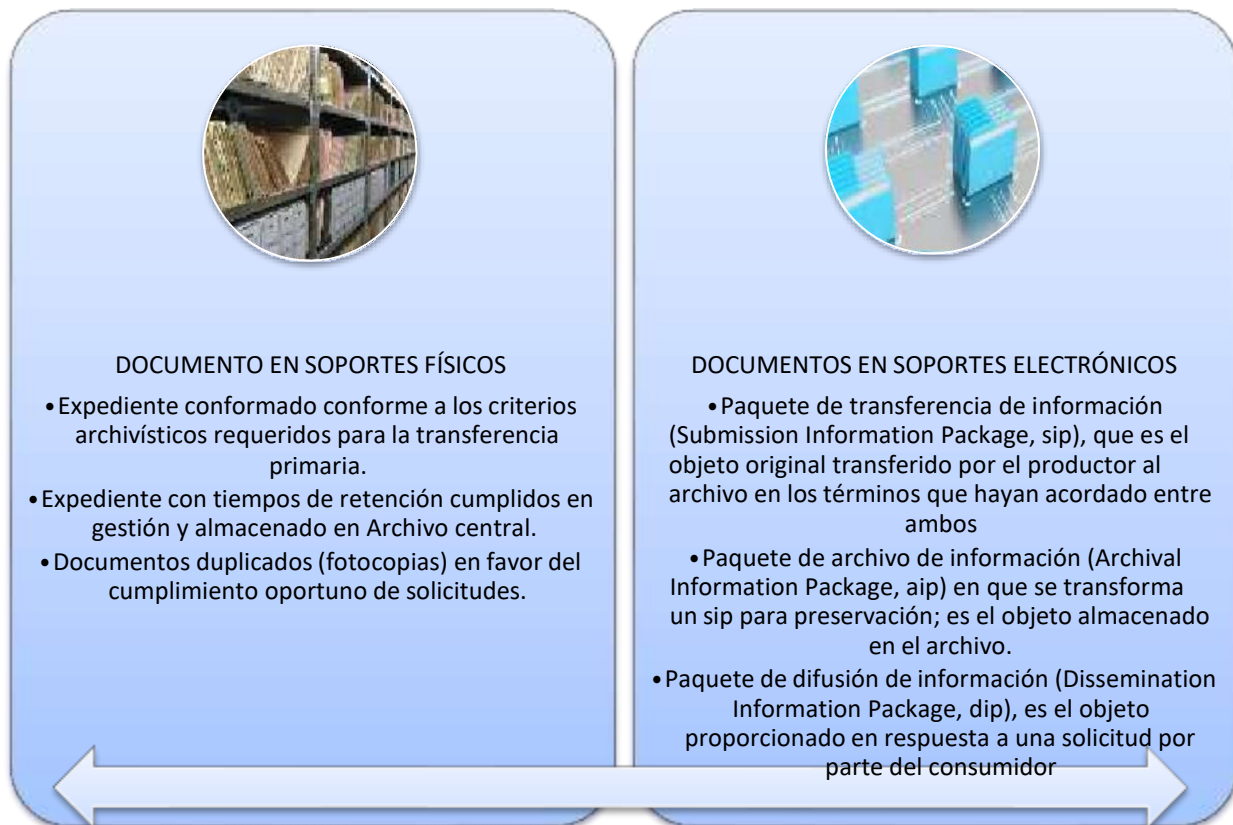 DOCUMENTO EN SOPORTES FÍSICOS
•Expediente conformado conforme a los criterios
archivísticos requeridos para la transferencia
primaria.
•Expediente con tiempos de retención cumplidos en
gestión y almacenado en Archivo central.
•Documentos duplicados (fotocopias) en favor del
cumplimiento oportuno de solicitudes.
DOCUMENTOS EN SOPORTES ELECTRÓNICOS
•Paquete de transferencia de información
(Submission Information Package, sip), que es el
objeto original transferido por el productor al
archivo en los términos que hayan acordado entre
ambos
•Paquete de archivo de información (Archival
Information Package, aip) en que se transforma
un sip para preservación; es el objeto almacenado
en el archivo.
•Paquete de difusión de información (Dissemination
Information Package, dip), es el objeto
proporcionado en respuesta a una solicitud por
parte del consumidor